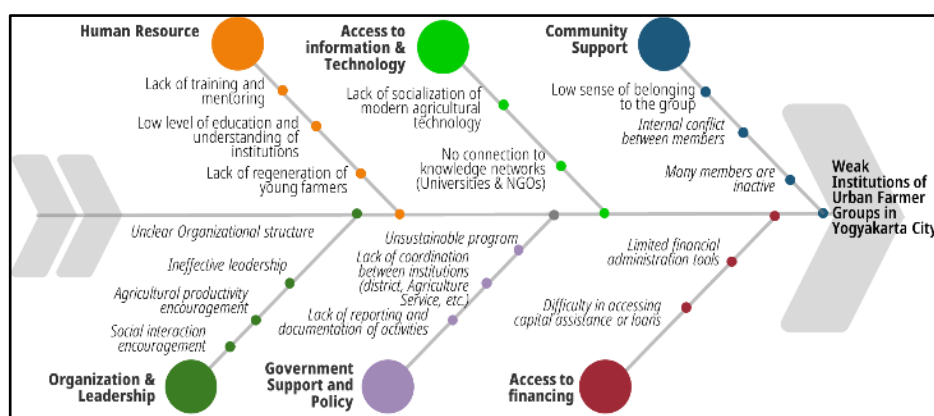 Human Resource
Lack of training and
mentoring
Low level of education and
understanding of
institutions
Lack of regeneration of
young farmers
Access to
information &
Technology
Lack of socialization of
modern agricultural
technology
No connection to
knowledge networks
(Universities & NGOs)
Community
Support
Low sense of belonging
to the group
Internal conflict
between members
Many members are
inactive
Weak
Institutions of
Urban Farmer
Groups in
Yogyakarta City
Unclear Organizational structure
Ineffective leadership
Agricultural productivity
encouragement
Social interaction
encouragement
Organization &
Leadership
Unsustainable program
Lack of coordination
between institutions
(district, Agriculture
Service, etc.)
Lack of reporting and
documentation of activities
Government
Support and
Policy
Limited financial
administration tools
Difficulty in accessing
capital assistance or loans
Access to
financing